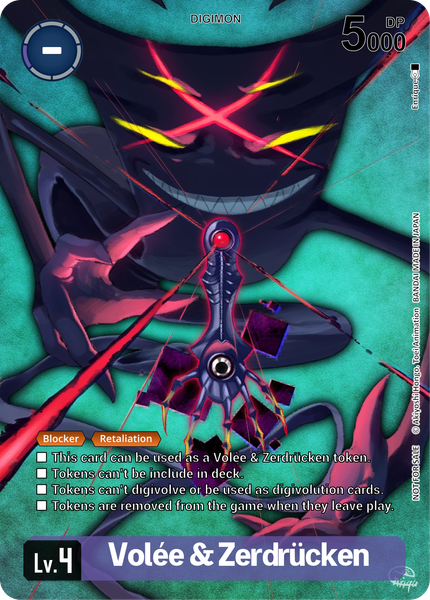 DIGIMON
DP
5000
Blocker
Retaliation
■ This card can be used as a Volée & Zerdrücken token.
■ Tokens can't be include in deck.
■ Tokens can't digivolve or be used as digivolution cards.
■ Tokens are removed from the game when they leave play.
Lv.4
Volée & Zerdrücken
NOT FOR SALE © Akiyoshi Hongo, Toei Animation BANDAI MADE IN JAPAN